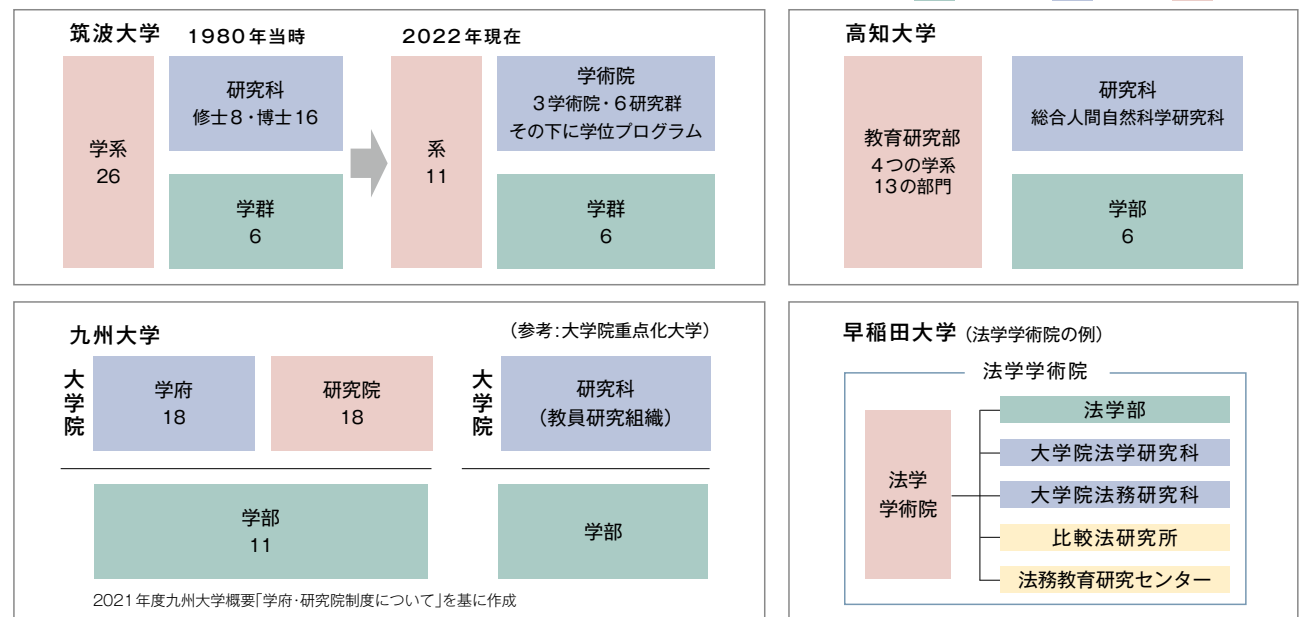 筑波大学
1980年当時
2022年現在
学系
26
研究科
修士8・博士16
学群
6
系
11
学術院
3学術院・6研究群
その下に学位プログラム
学群
6
高知大学
教育研究部
4つの学系
13の部門
研究科
総合人間自然科学研究科
学部
6
九州大学
(参考:大学院重点化大学)
大学院
学府
18
研究院
18
学部
11
大学院
研究科
(教員研究組織)
学部
2021年度九州大学概要「学府・研究院制度について」を基に作成
早稲田大学(法学学術院の例)
法学学術院
法学
学術院
法学部
大学院法学研究科
大学院法務研究科
比較法研究所
法務教育研究センター